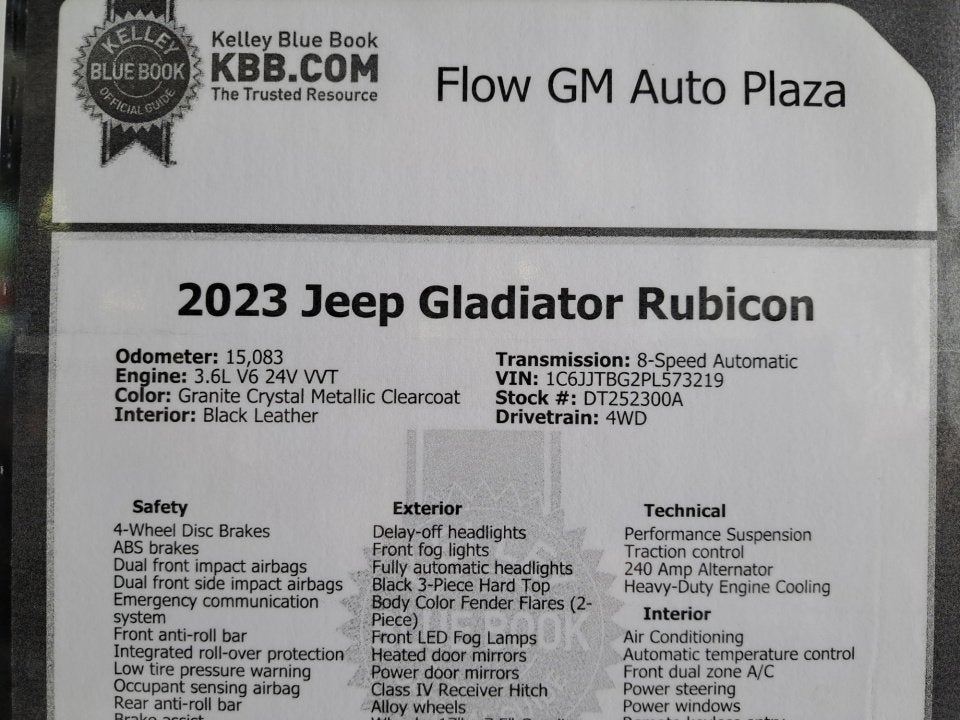 KELLEY
BLUE BOOK
OFFICIAL GUIDE
Kelley Blue Book
KBB.COM
The Trusted Resource
Flow GM Auto Plaza
2023 Jeep Gladiator Rubicon
Odometer: 15,083
Engine: 3.6L V6 24V VVT
Color: Granite Crystal Metallic Clearcoat
Interior: Black Leather
Transmission: 8-Speed Automatic
VIN: 1C6JJTBG2PL573219
Stock #: DT252300A
Drivetrain: 4WD
Safety
4-Wheel Disc Brakes
ABS brakes
Dual front impact airbags
Dual front side impact airbags
Emergency communication
system
Front anti-roll bar
Integrated roll-over protection
Low tire pressure warning
Occupant sensing airbag
Rear anti-roll bar
Brake assist
Exterior
Delay-off headlights
Front fog lights
Fully automatic headlights
Black 3-Piece Hard Top
Body Color Fender Flares (2-
Piece)
Front LED Fog Lamps
Heated door mirrors
Power door mirrors
Class IV Receiver Hitch
Alloy wheels
Technical
Performance Suspension
Traction control
240 Amp Alternator
Heavy-Duty Engine Cooling
Interior
Air Conditioning
Automatic temperature control
Front dual zone A/C
Power steering
Power windows
Remote keyless entry